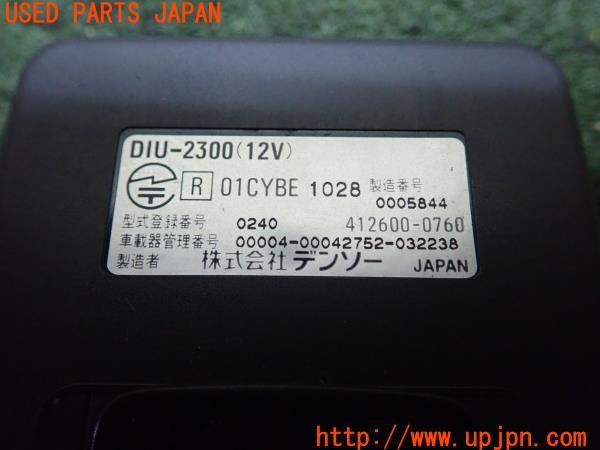 USED PARTS JAPAN
DIU-2300(12V)
R 01CYBE 1028 製造番号
0005844
型式登録番号 0240 412600-0760
車載器管理番号 00004-00042752-032238
製造者 株式会社デンソー JAPAN
UPJ
http://www.upjpn.com